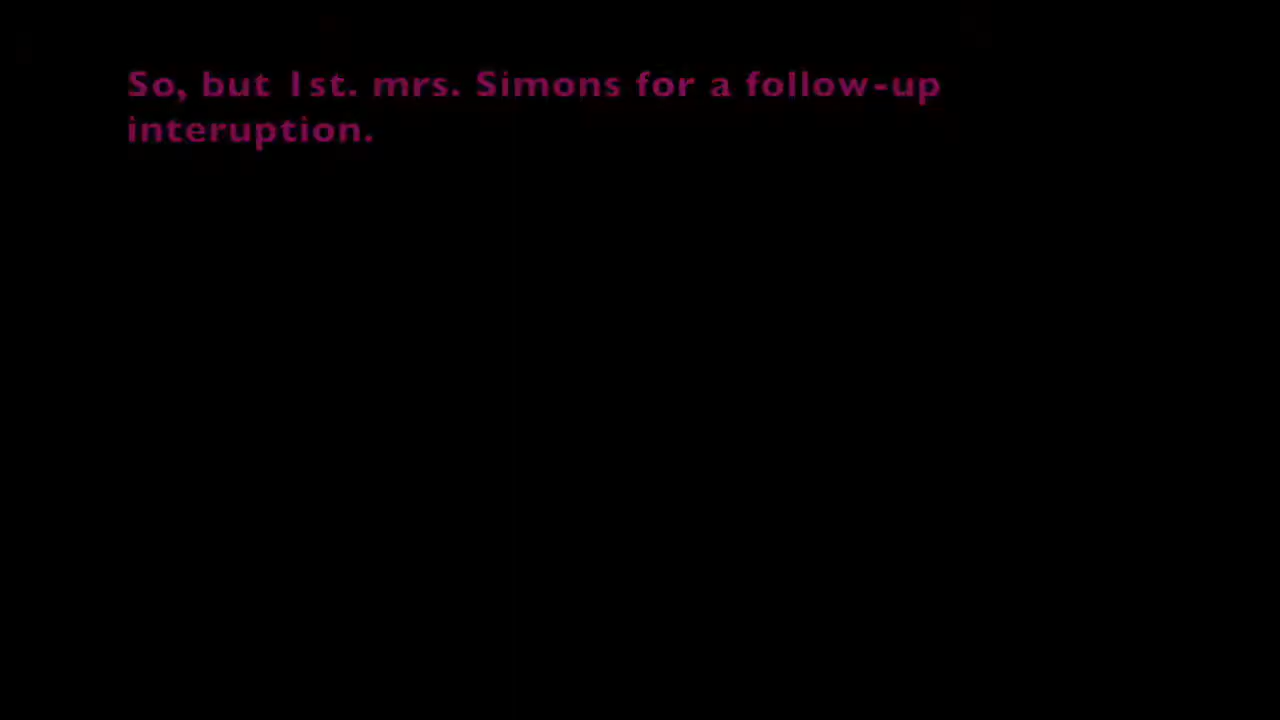 So, but 1st. mrs. Simons for a follow-up
interuption.